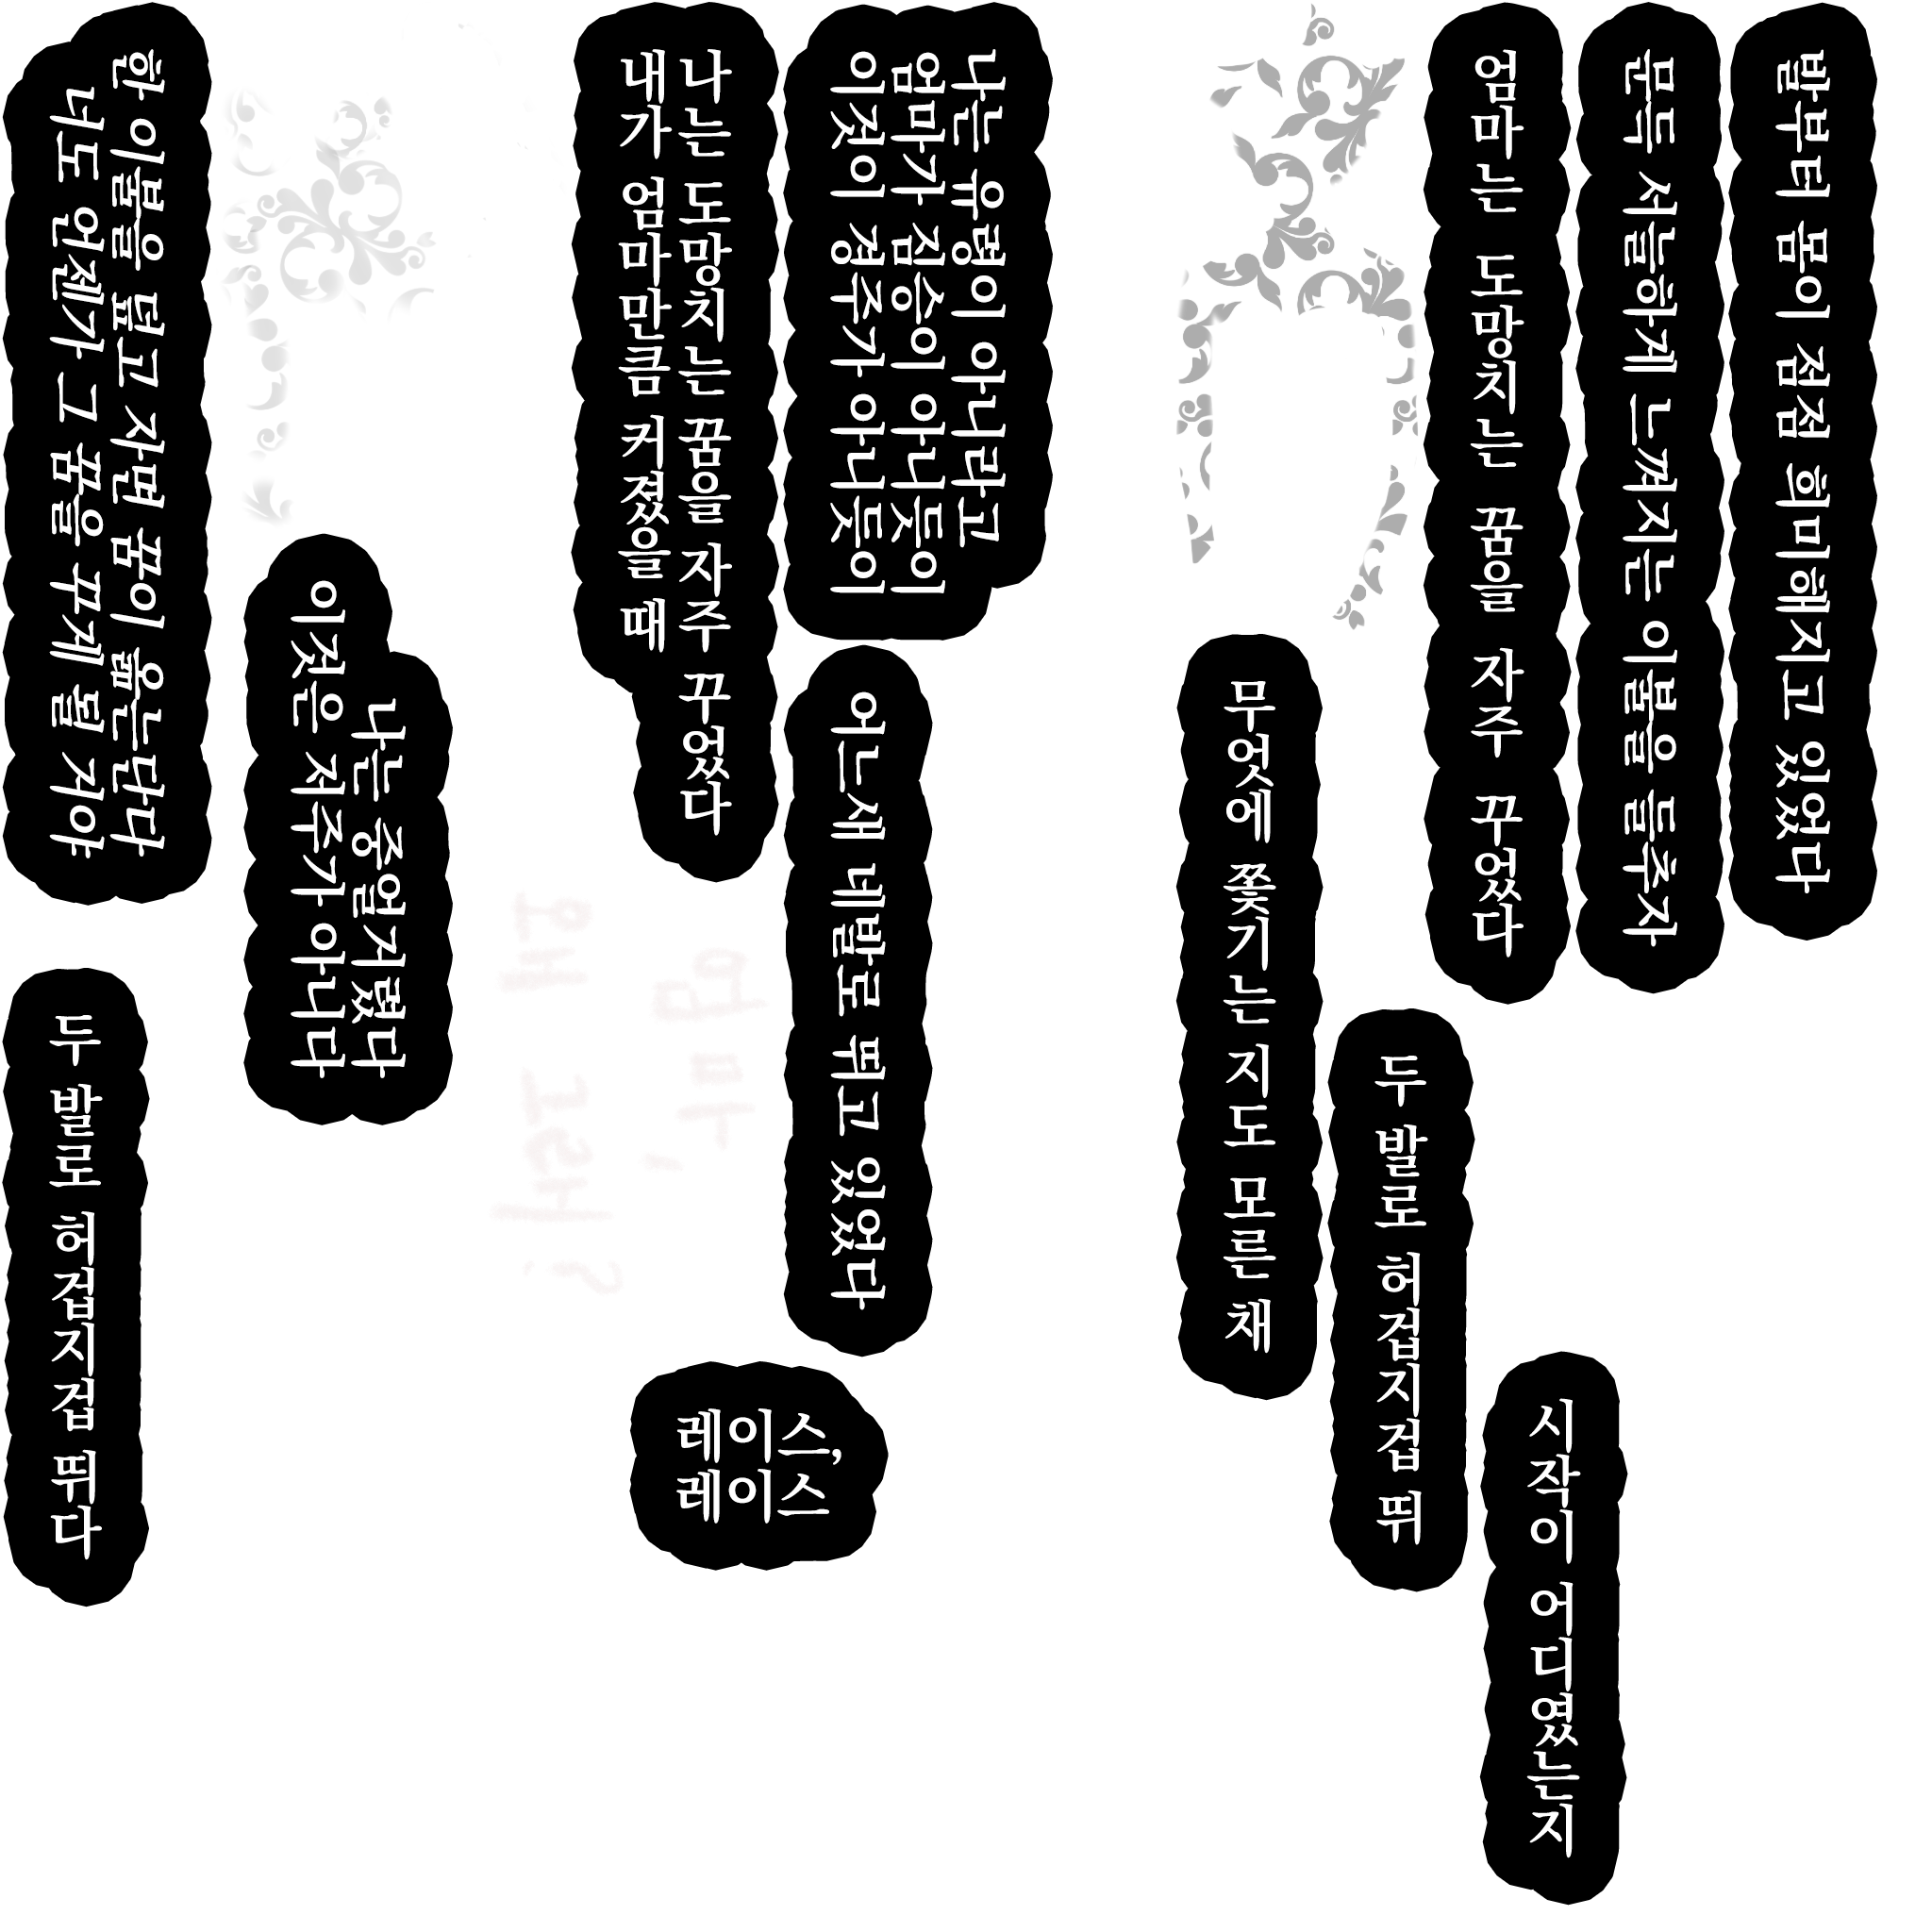 한 이불을 덮고 자면 꿈이 옮는단다
너도 언젠가 그 꿈을 꾸게 될 거야
나는 중얼거렸다
이것은 저주가 아니다
두 발로 허겁지겁 뛰다
나는 도망치는 꿈을 자주 꾸었다
내가 엄마만큼 커졌을 때
나는 유령이 아니라고
엄마가 짐승이 아니듯이
이것이 경주가 아니듯이
엄마,
왜 그래?
어느새 네발로 뛰고 있었다
레이스,
레이스
엄마는 도망치는 꿈을 자주 꾸었다
문득 서늘하게 느껴지는 이불을 들추자
발부터 몸이 점점 희미해지고 있었다
무엇에 쫓기는 지도 모른 채
두 발로 허겁지겁 뛰
시작이 어디였는지